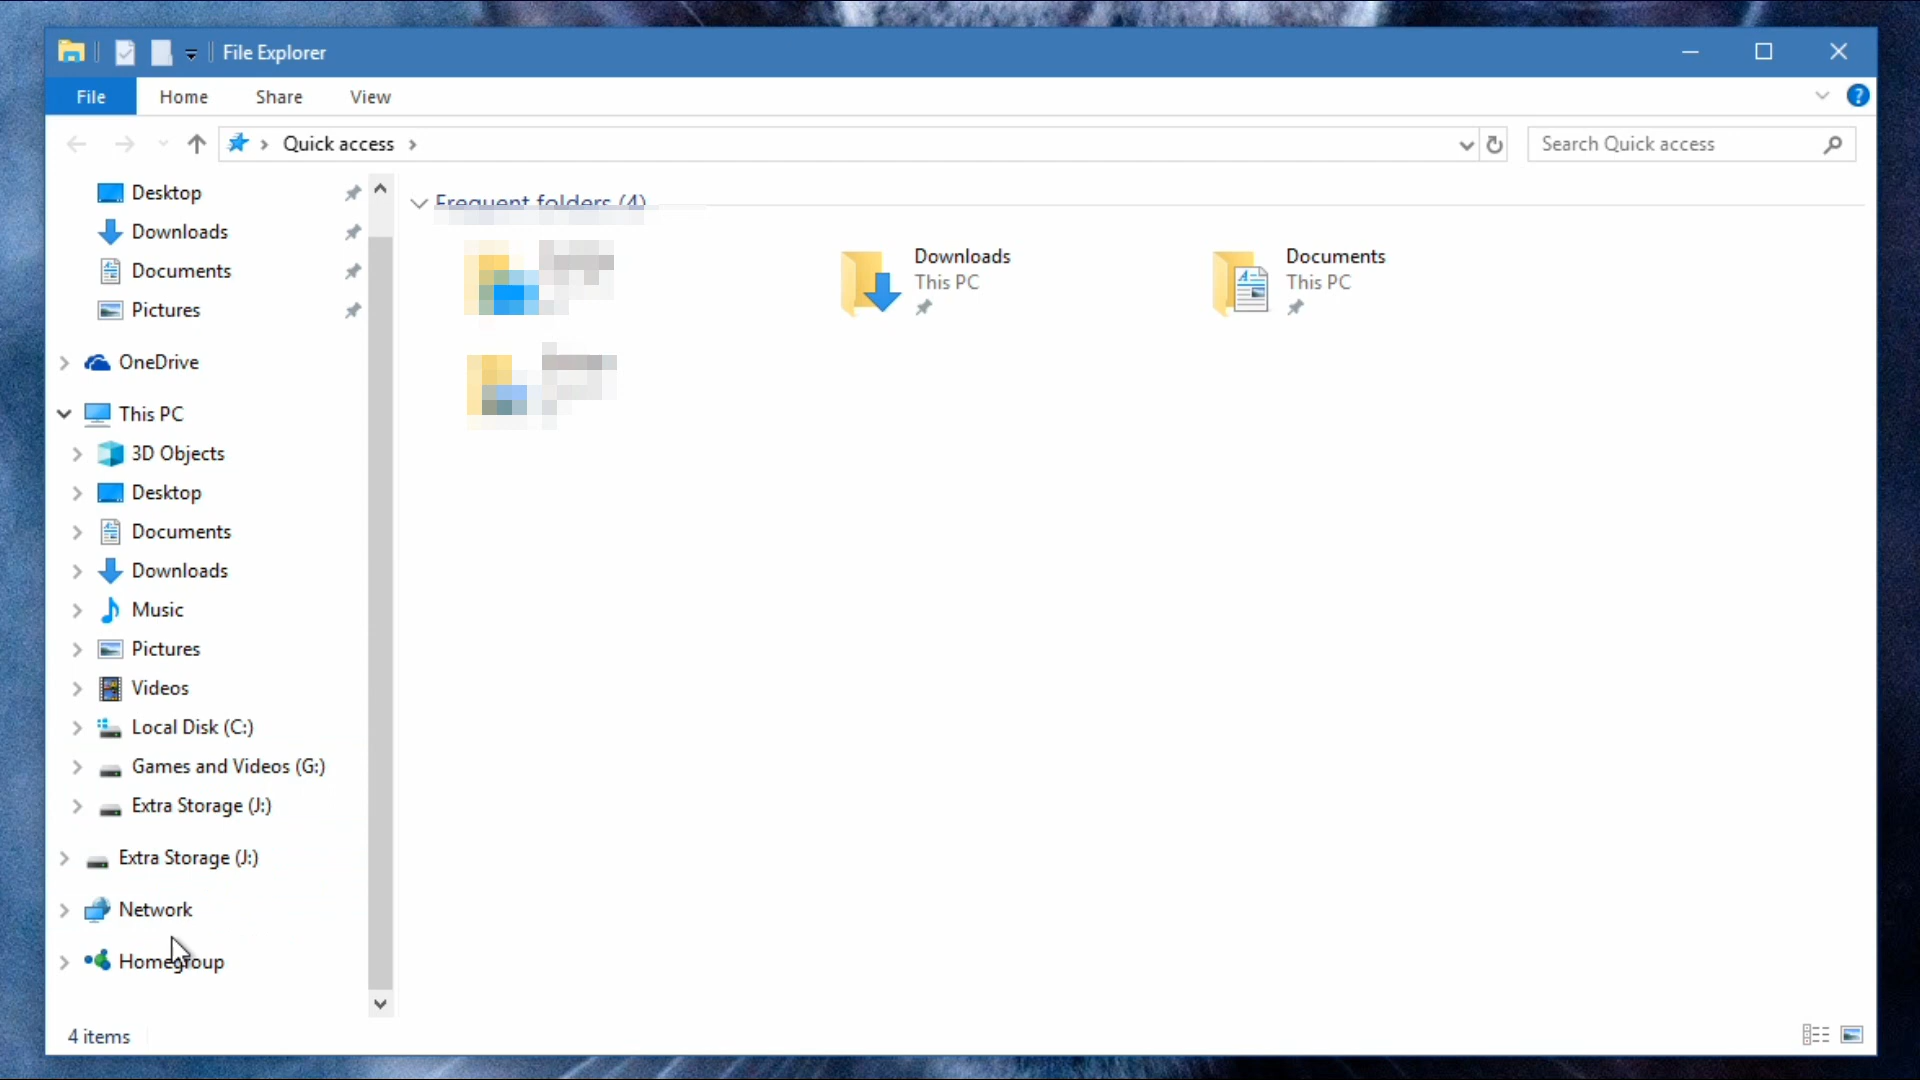 File Explorer
File Home Share View
Quick access
Search Quick access
Desktop
Downloads
Documents
Pictures
OneDrive
This PC
3D Objects
Desktop
Documents
Downloads
Music
Pictures
Videos
Local Disk (C:)
Games and Videos (G:)
Extra Storage (J:)
Extra Storage (J:)
Network
Homegroup
Frequent folders (4)
Downloads
This PC
Documents
This PC
4 items